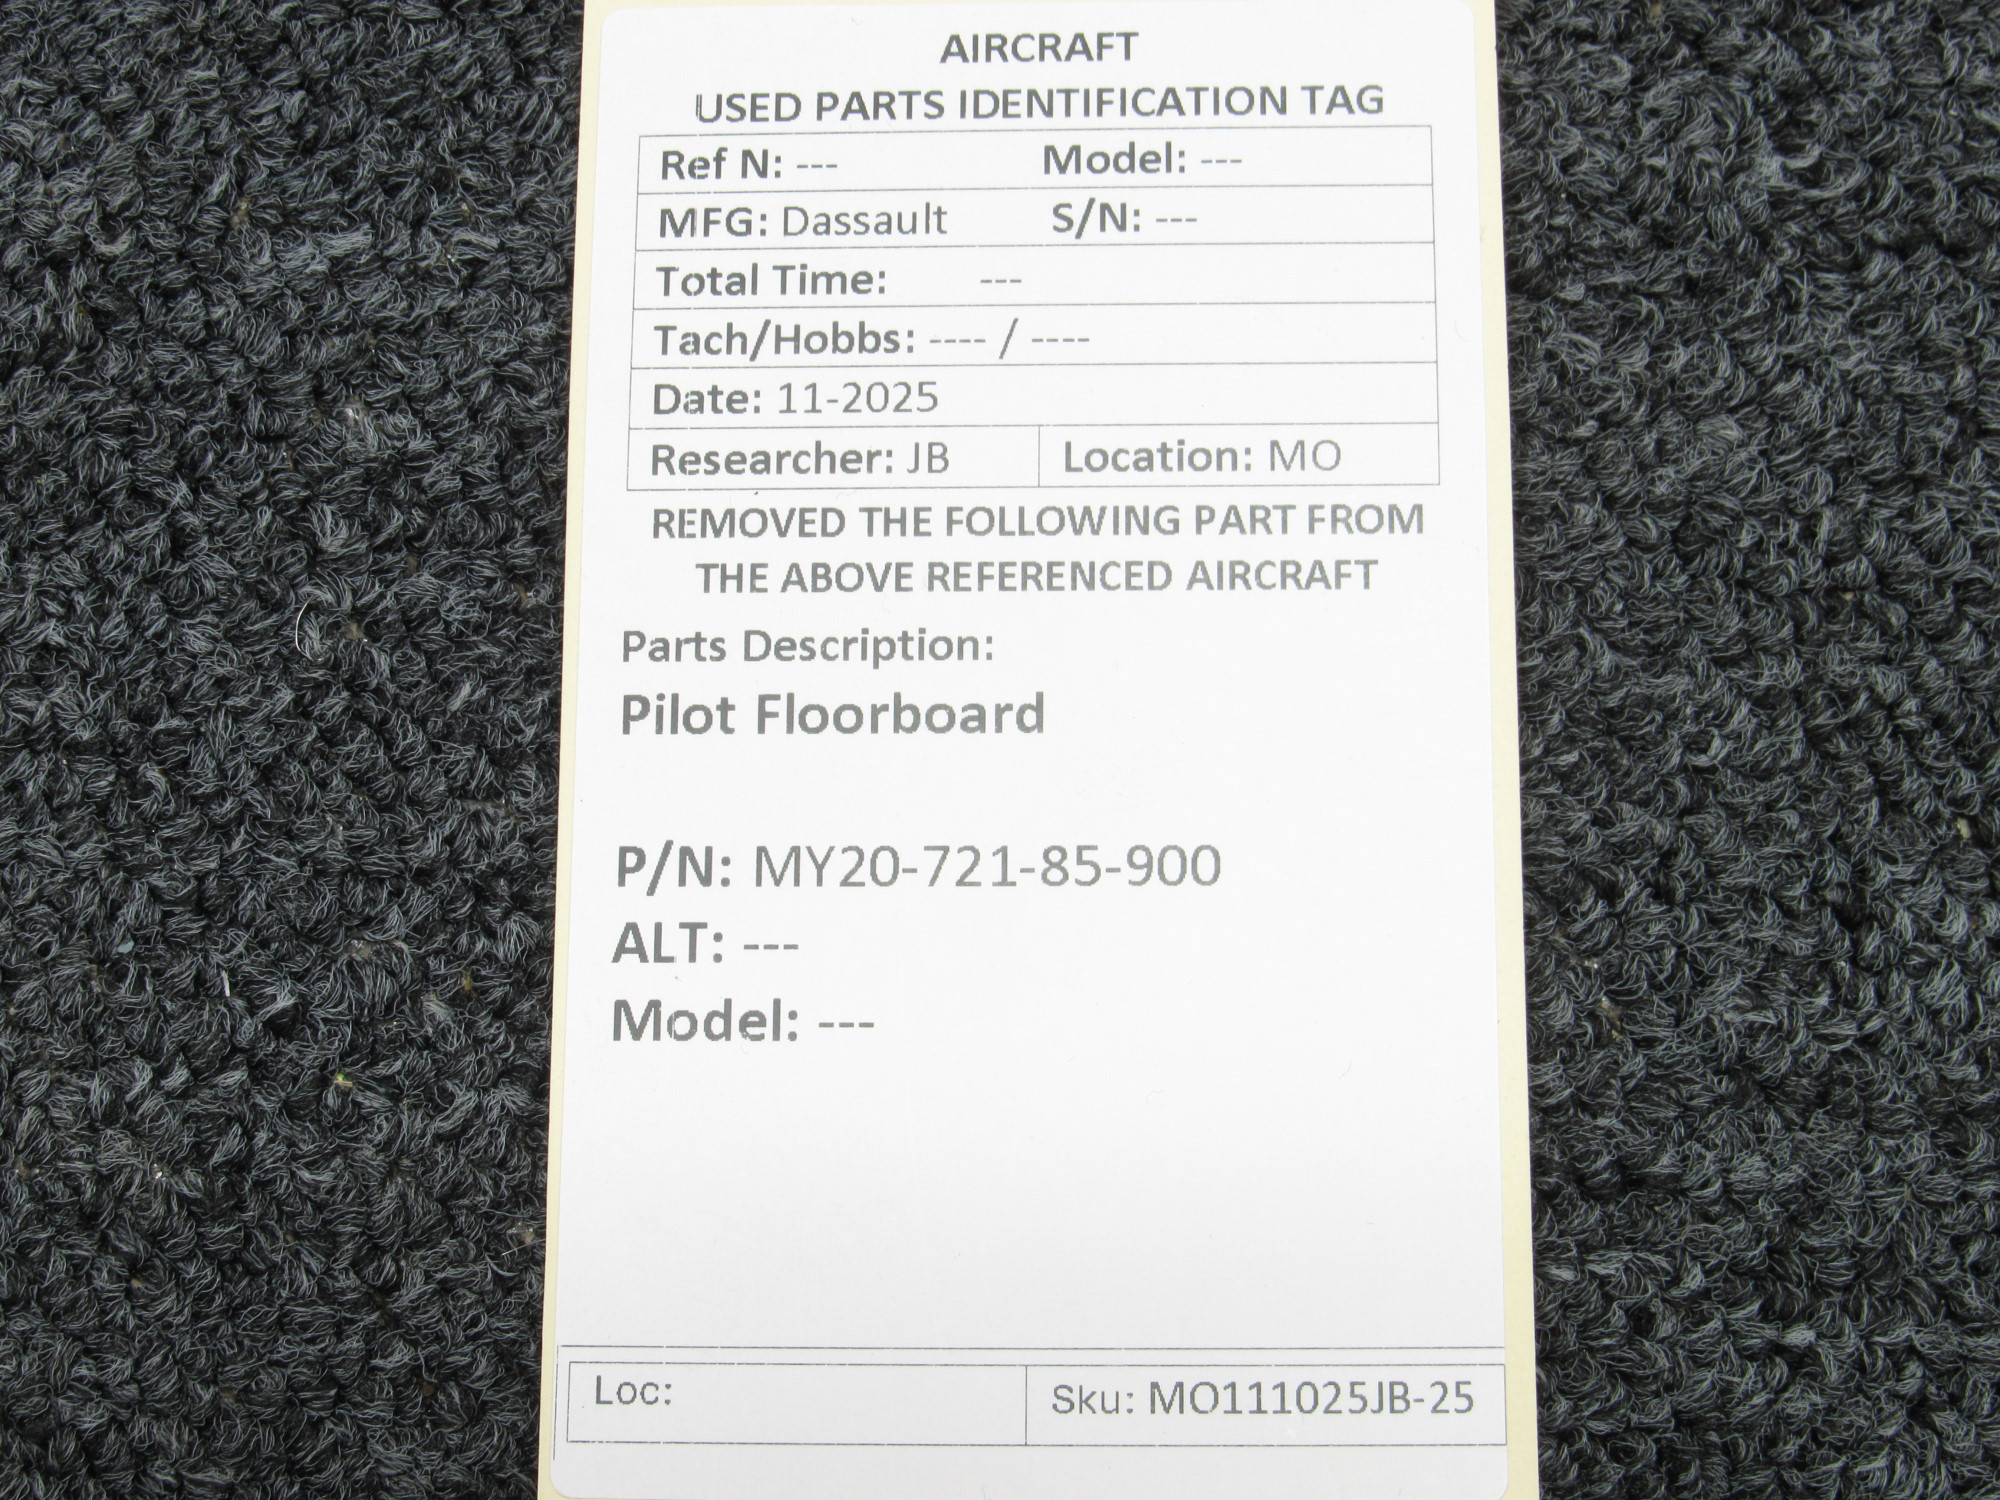 AIRCRAFT
USED PARTS IDENTIFICATION TAG
Ref N: --- Model: ---
MFG: Dassault S/N: ---
Total Time: ---
Tach/Hobbs: ---- / ----
Date: 11-2025
Researcher: JB Location: MO
REMOVED THE FOLLOWING PART FROM
THE ABOVE REFERENCED AIRCRAFT
Parts Description:
Pilot Floorboard
P/N: MY20-721-85-900
ALT: ---
Model: ---
Loc: Sku: MO111025JB-25